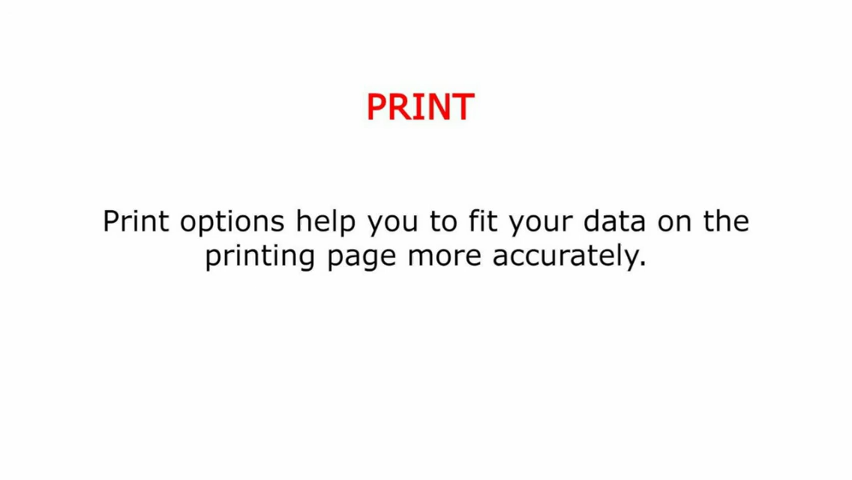 PRINT
Print options help you to fit your data on the
printing page more accurately.